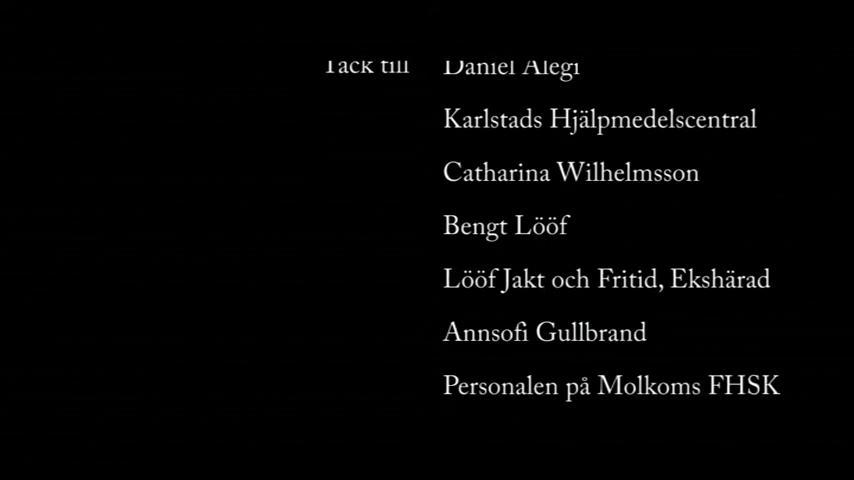 Tack till Daniel Alegi
Karlstads Hjälpmedelscentral
Catharina Wilhelmsson
Bengt Lööf
Lööf Jakt och Fritid, Ekshärad
Annsofi Gullbrand
Personalen på Molkoms FHSK